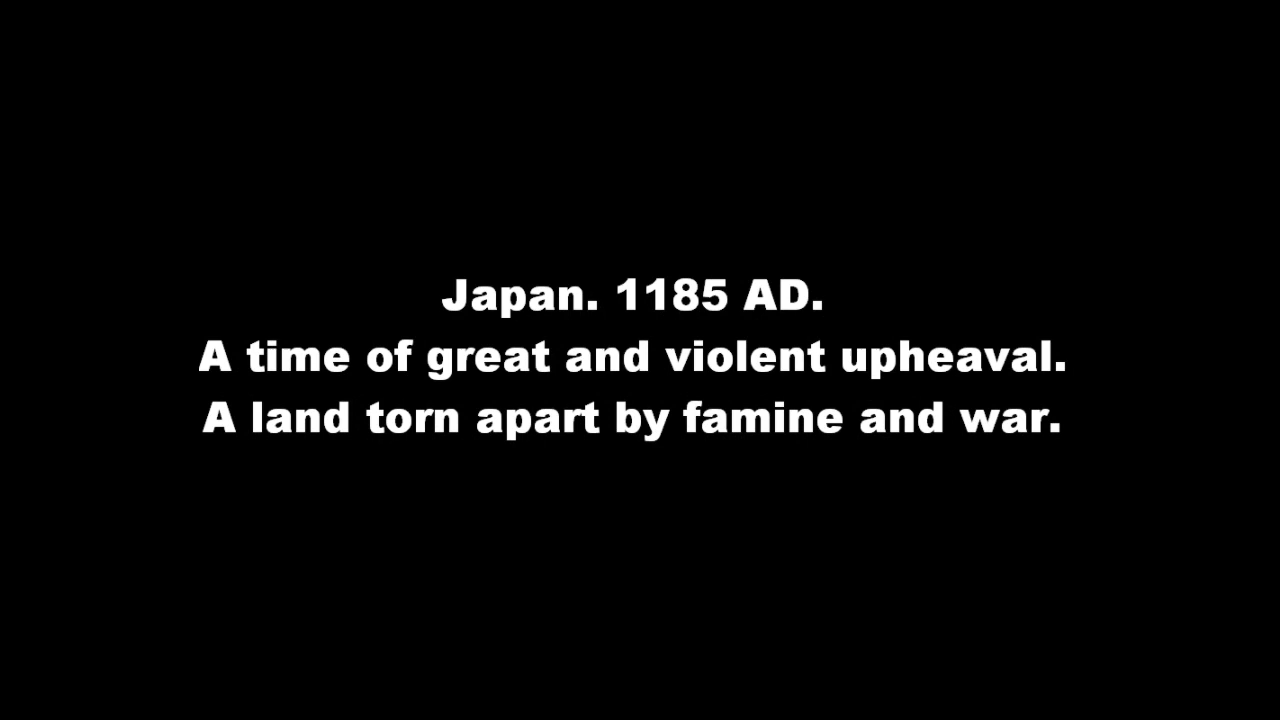 Japan. 1185 AD.
A time of great and violent upheaval.
A land torn apart by famine and war.